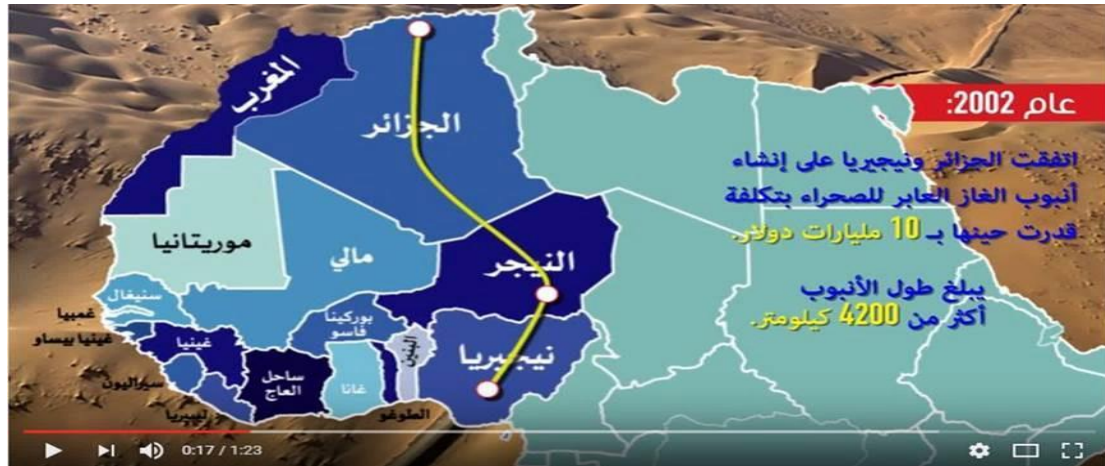 عام 2002:
اتفقت الجزائر ونيجيريا على إنشاء
أنبوب الغاز العابر للصحراء بتكلفة
قدرت حينها بـ 10 مليارات دولار.
يبلغ طول الأنبوب
أكثر من 4200 كيلومتر.
المغرب
الجزائر
موريتانيا
مالي
النيجر
سنيغال
غمبيا
غينيا بيساو
غينيا
سيراليون
ليبيريا
ساحل
العاج
بوركينا
فاسو
غانا
الطوغو
البنين
نيجيريا
0:17 / 1:23